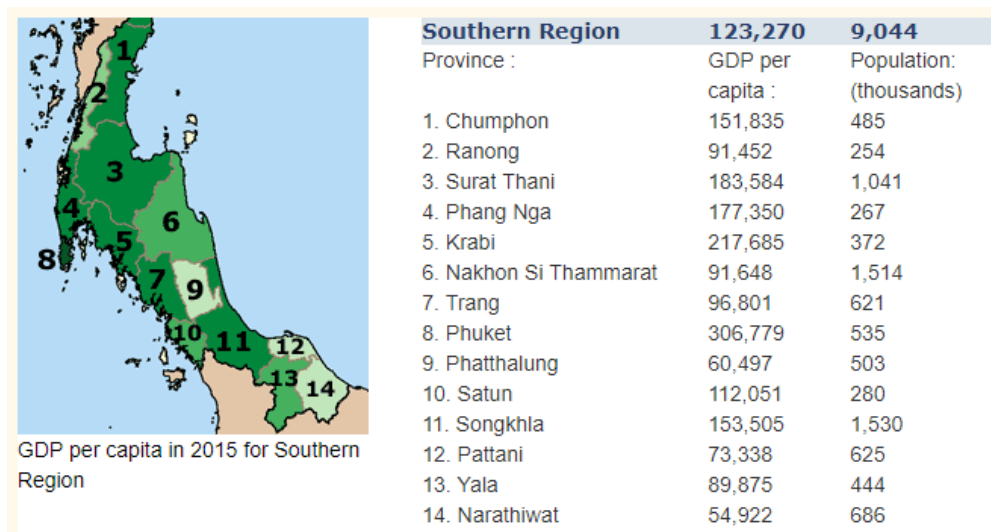 1
2
3
4
5
6
7
8
9
10
11
12
13
14
GDP per capita in 2015 for Southern
Region
Southern Region 123,270 9,044
Province : GDP per Population:
capita : (thousands)
1. Chumphon 151,835 485
2. Ranong 91,452 254
3. Surat Thani 183,584 1,041
4. Phang Nga 177,350 267
5. Krabi 217,685 372
6. Nakhon Si Thammarat 91,648 1,514
7. Trang 96,801 621
8. Phuket 306,779 535
9. Phatthalung 60,497 503
10. Satun 112,051 280
11. Songkhla 153,505 1,530
12. Pattani 73,338 625
13. Yala 89,875 444
14. Narathiwat 54,922 686